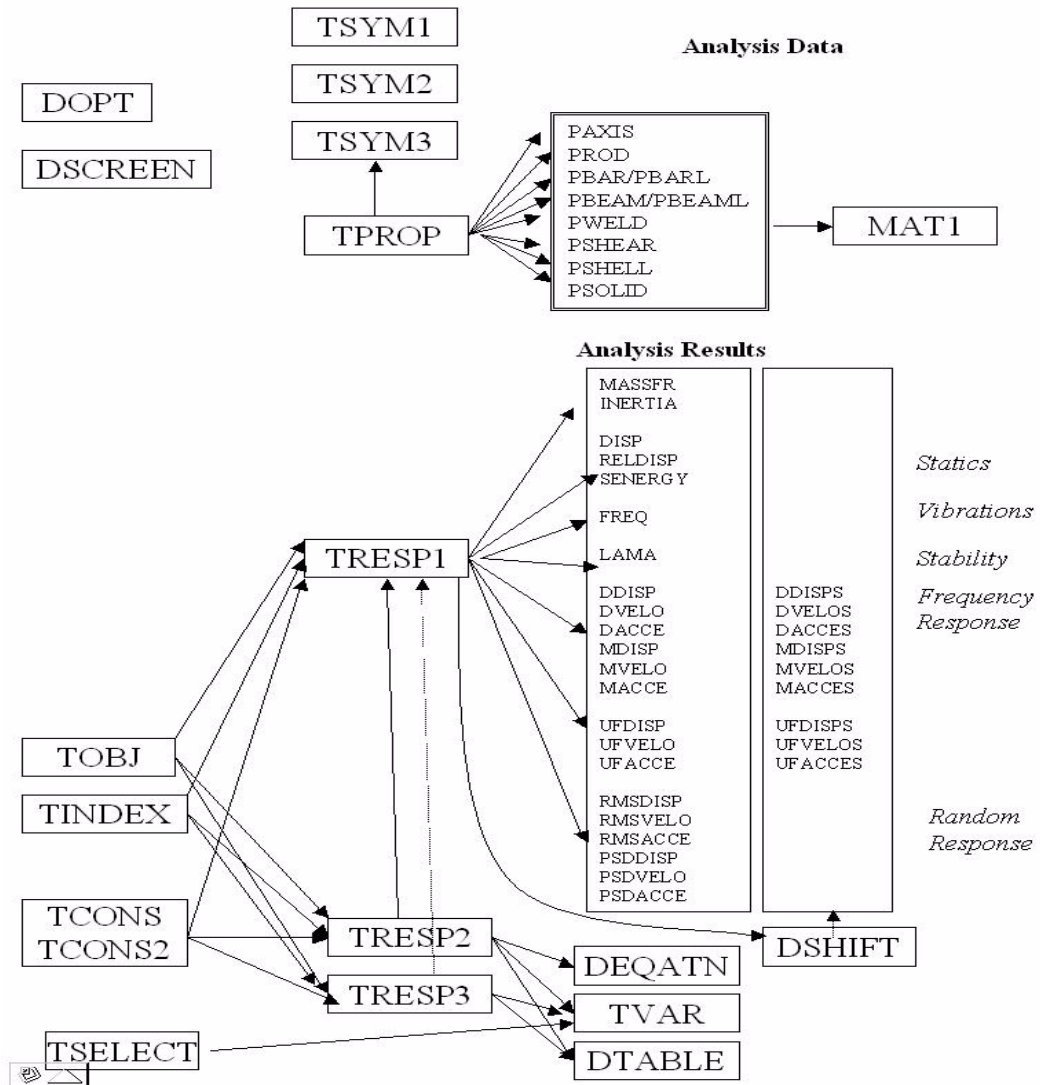 TSYM1
Analysis Data
TSYM2
DOPT
TSYM3
DSCREEN
TPROP
PAXIS
PROD
PBAR/PBARL
PBEAM/PBEAML
PWELD
PSHEAR
PSHELL
PSOLID
MAT1
Analysis Results
MASSFR
INERTIA
DISP
RELDISP
SENERGY
FREQ
LAMA
DDISP
DVELO
DACCE
MDISP
MVELO
MACCE
UFDISP
UFVELO
UFACCE
RMSDISP
RMSVELO
RMSACCE
PSDDISP
PSDVELO
PSDACCE
DDISPS
DVELOS
DACCES
MDISPS
MVELOS
MACCES
UFDISPS
UFVELOS
UFACCES
Statics
Vibrations
Stability
Frequency
Response
Random
Response
TRESP1
TOBJ
TINDEX
TCONS
TCONS2
TRESP2
TRESP3
DSHIFT
DEQATN
TVAR
DTABLE
TSELECT